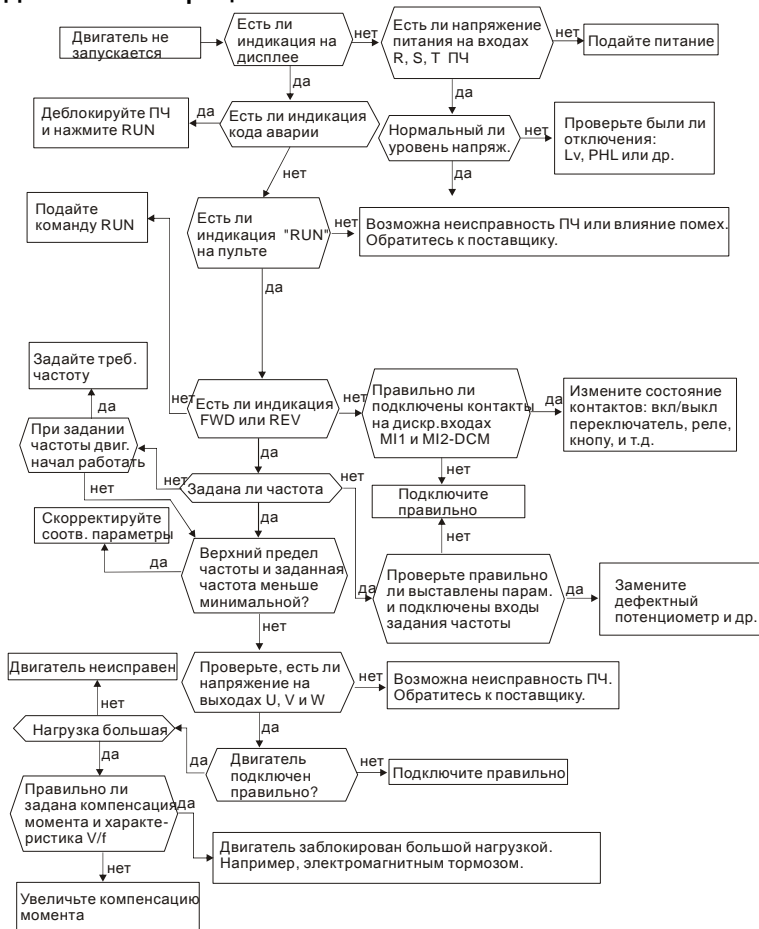 Двигатель не
запускается
Есть ли
индикация на
дисплее
нет
Есть ли напряжение
питания на входах
R, S, T ПЧ
нет
Подайте питание
да
да
Деблокируйте ПЧ
и нажмите RUN
да
Есть ли индикация
кода аварии
Нормальный ли
уровень напряж.
нет
Проверьте были ли
отключения:
Lv, PHL или др.
нет
да
Подайте
команду RUN
Есть ли
индикация "RUN"
на пульте
нет
Возможна неисправность ПЧ или влияние помех.
Обратитесь к поставщику.
да
Задайте треб.
частоту
нет
Есть ли индикация
FWD или REV
нет
Правильно ли
подключены контакты
на дискр.входах
MI1 и MI2-DCM
да
Измените состояние
контактов: вкл/выкл
переключатель, реле,
кнопу, и т.д.
да
При задании
частоты двиг.
начал работать
да
нет
Задана ли частота
нет
нет
Подключите
правильно
нет
да
нет
Скорректируйте
соотв. параметры
да
Верхний предел
частоты и заданная
частота меньше
минимальной?
да
Проверьте правильно
ли выставлены парам.
и подключены входы
задания частоты
да
Замените
дефектный
потенциометр и др.
нет
Двигатель неисправен
Проверьте, есть ли
напряжение на
выходах U, V и W
нет
Возможна неисправность ПЧ.
Обратитесь к поставщику.
нет
да
Нагрузка большая
да
Двигатель
подключен
правильно?
нет
Подключите правильно
да
Правильно ли
задана компенсация
момента и характе-
ристика V/f
да
Двигатель заблокирован большой нагрузкой.
Например, электромагнитным тормозом.
нет
Увеличьте компенсацию
момента